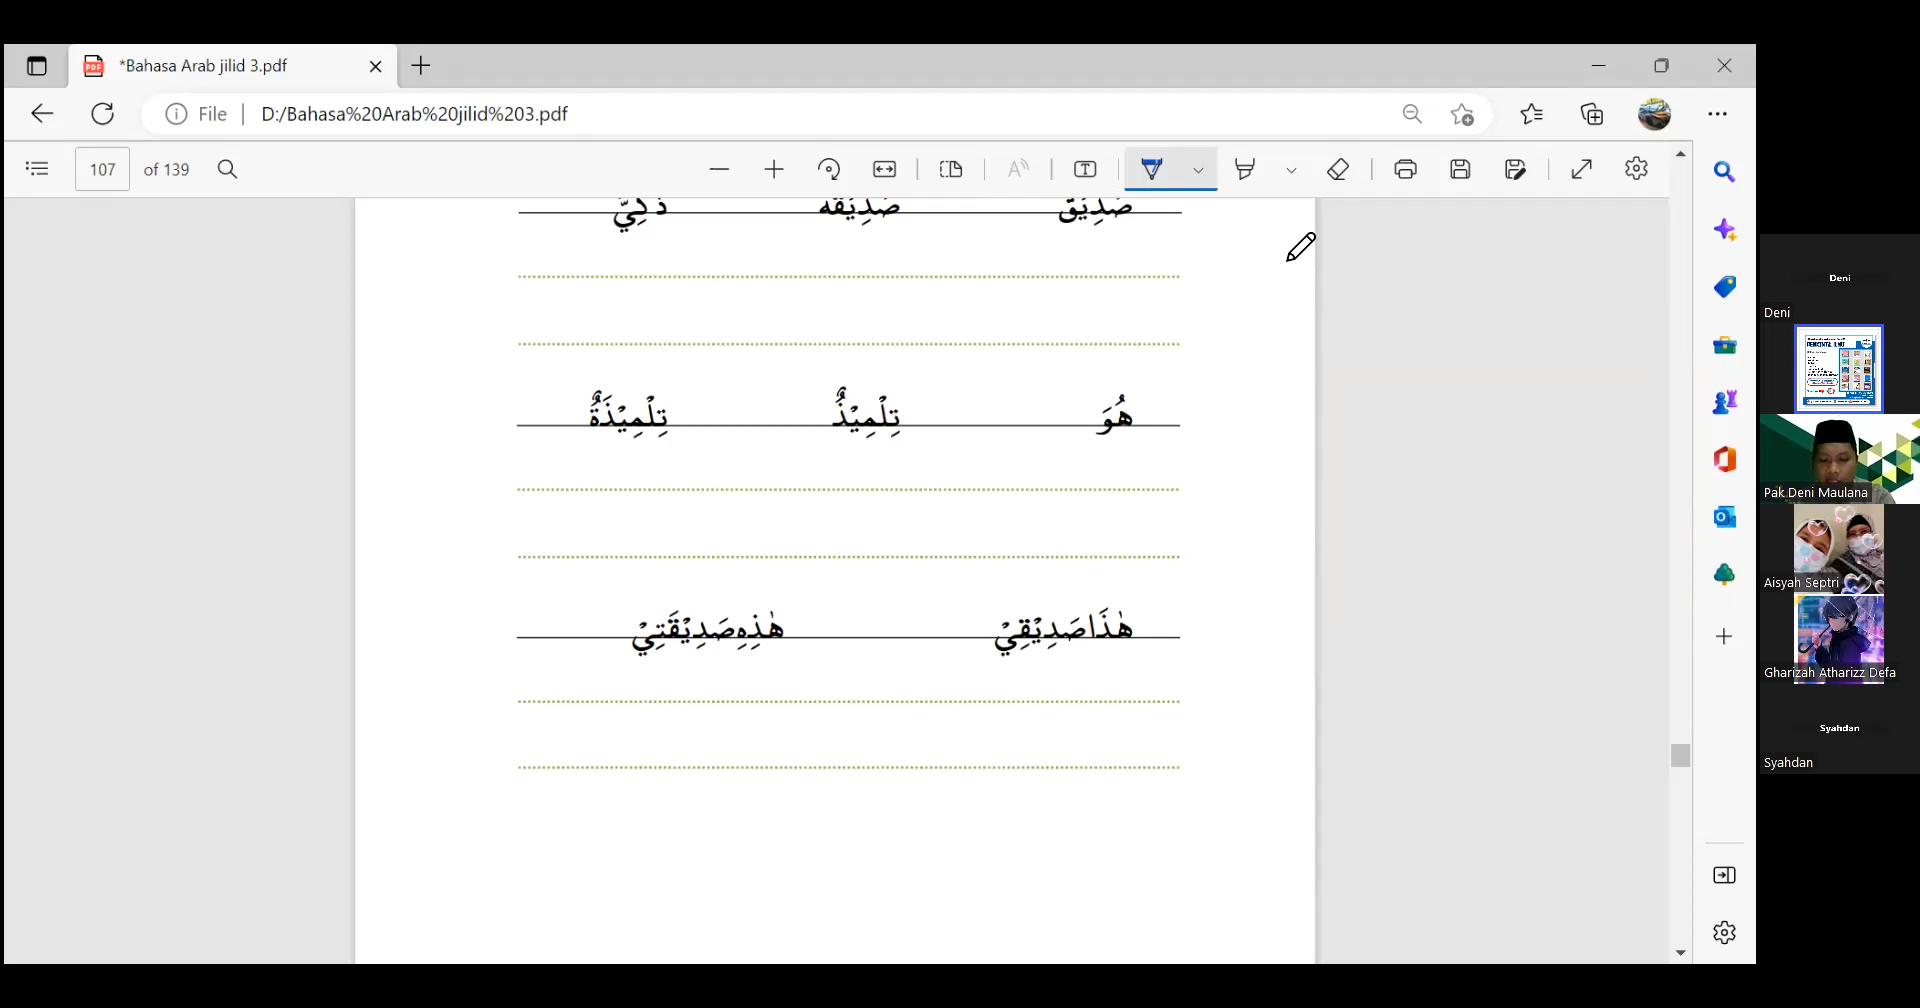 *Bahasa Arab jilid 3.pdf
File
D:/Bahasa%20Arab%20jilid%203.pdf
107 of 139
صَدِيَقٌ صَدِيَقُهُ ذَكِيٌّ
هُوَ تِلْمِيْذٌ تِلْمِيْذَةٌ
هٰذَاصَدِيْقِيْ هٰذِهِصَدِيْقَتِيْ
Deni
Deni
Pak Deni Maulana
Aisyah Septri
Gharizah Atharizz Defa
Syahdan
Syahdan